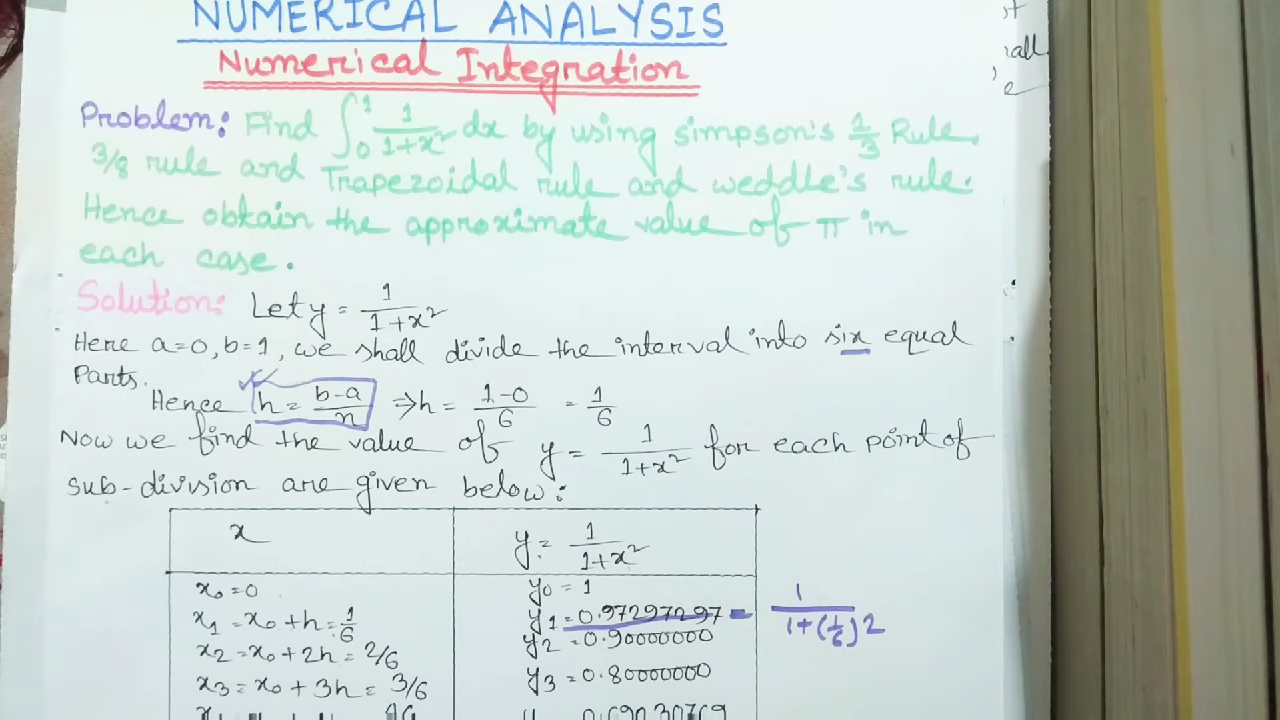 NUMERICAL ANALYSIS
Numerical Integration
Problem: Find ∫₀¹ 1/(1+x²) dx by using simpson's 1/3 Rule,
3/8 rule and Trapezoidal rule and weddle's rule.
Hence obtain the approximate value of π in
each case.
Solution: Let y = 1/(1+x²)
Here a=0, b=1, we shall divide the interval into six equal
Parts.
Hence h = (b-a)/n ⇒ h = (1-0)/6 = 1/6
Now we find the value of y = 1/(1+x²) for each point of
sub-division are given below:
x y = 1/(1+x²)
x₀ = 0 y₀ = 1
x₁ = x₀ + h = 1/6 y₁ = 0.97297297 = 1/(1+(1/6)2
x₂ = x₀ + 2h = 2/6 y₂ = 0.90000000
x₃ = x₀ + 3h = 3/6 y₃ = 0.80000000